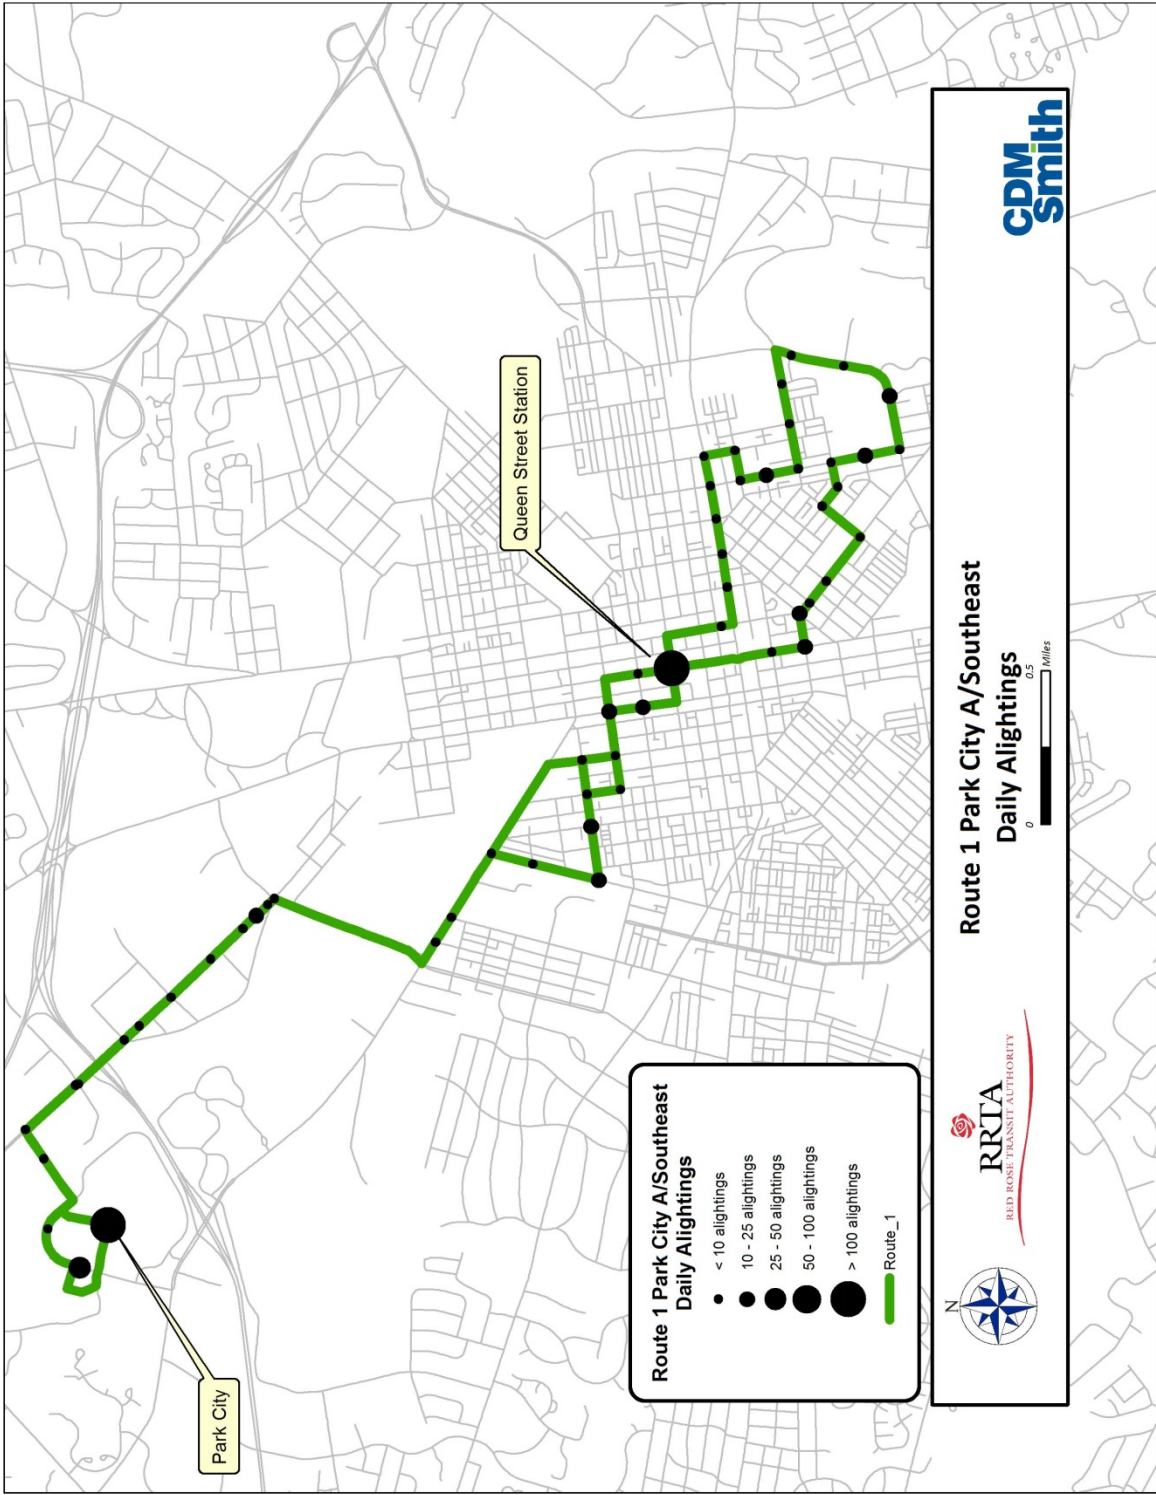 Park City
Queen Street Station
Route 1 Park City A/Southeast
Daily Alightings
< 10 alightings
10 - 25 alightings
25 - 50 alightings
50 - 100 alightings
> 100 alightings
Route_1
N
RRTA
RED ROSE TRANSIT AUTHORITY
Route 1 Park City A/Southeast
Daily Alightings
0 0.5
Miles
CDM
Smith